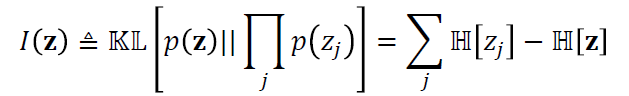 I(𝐳) ≜ 𝕂𝕃 [p(𝐳)|| ∏_j p(z_j)] = ∑_j ℍ[z_j] − ℍ[𝐳]